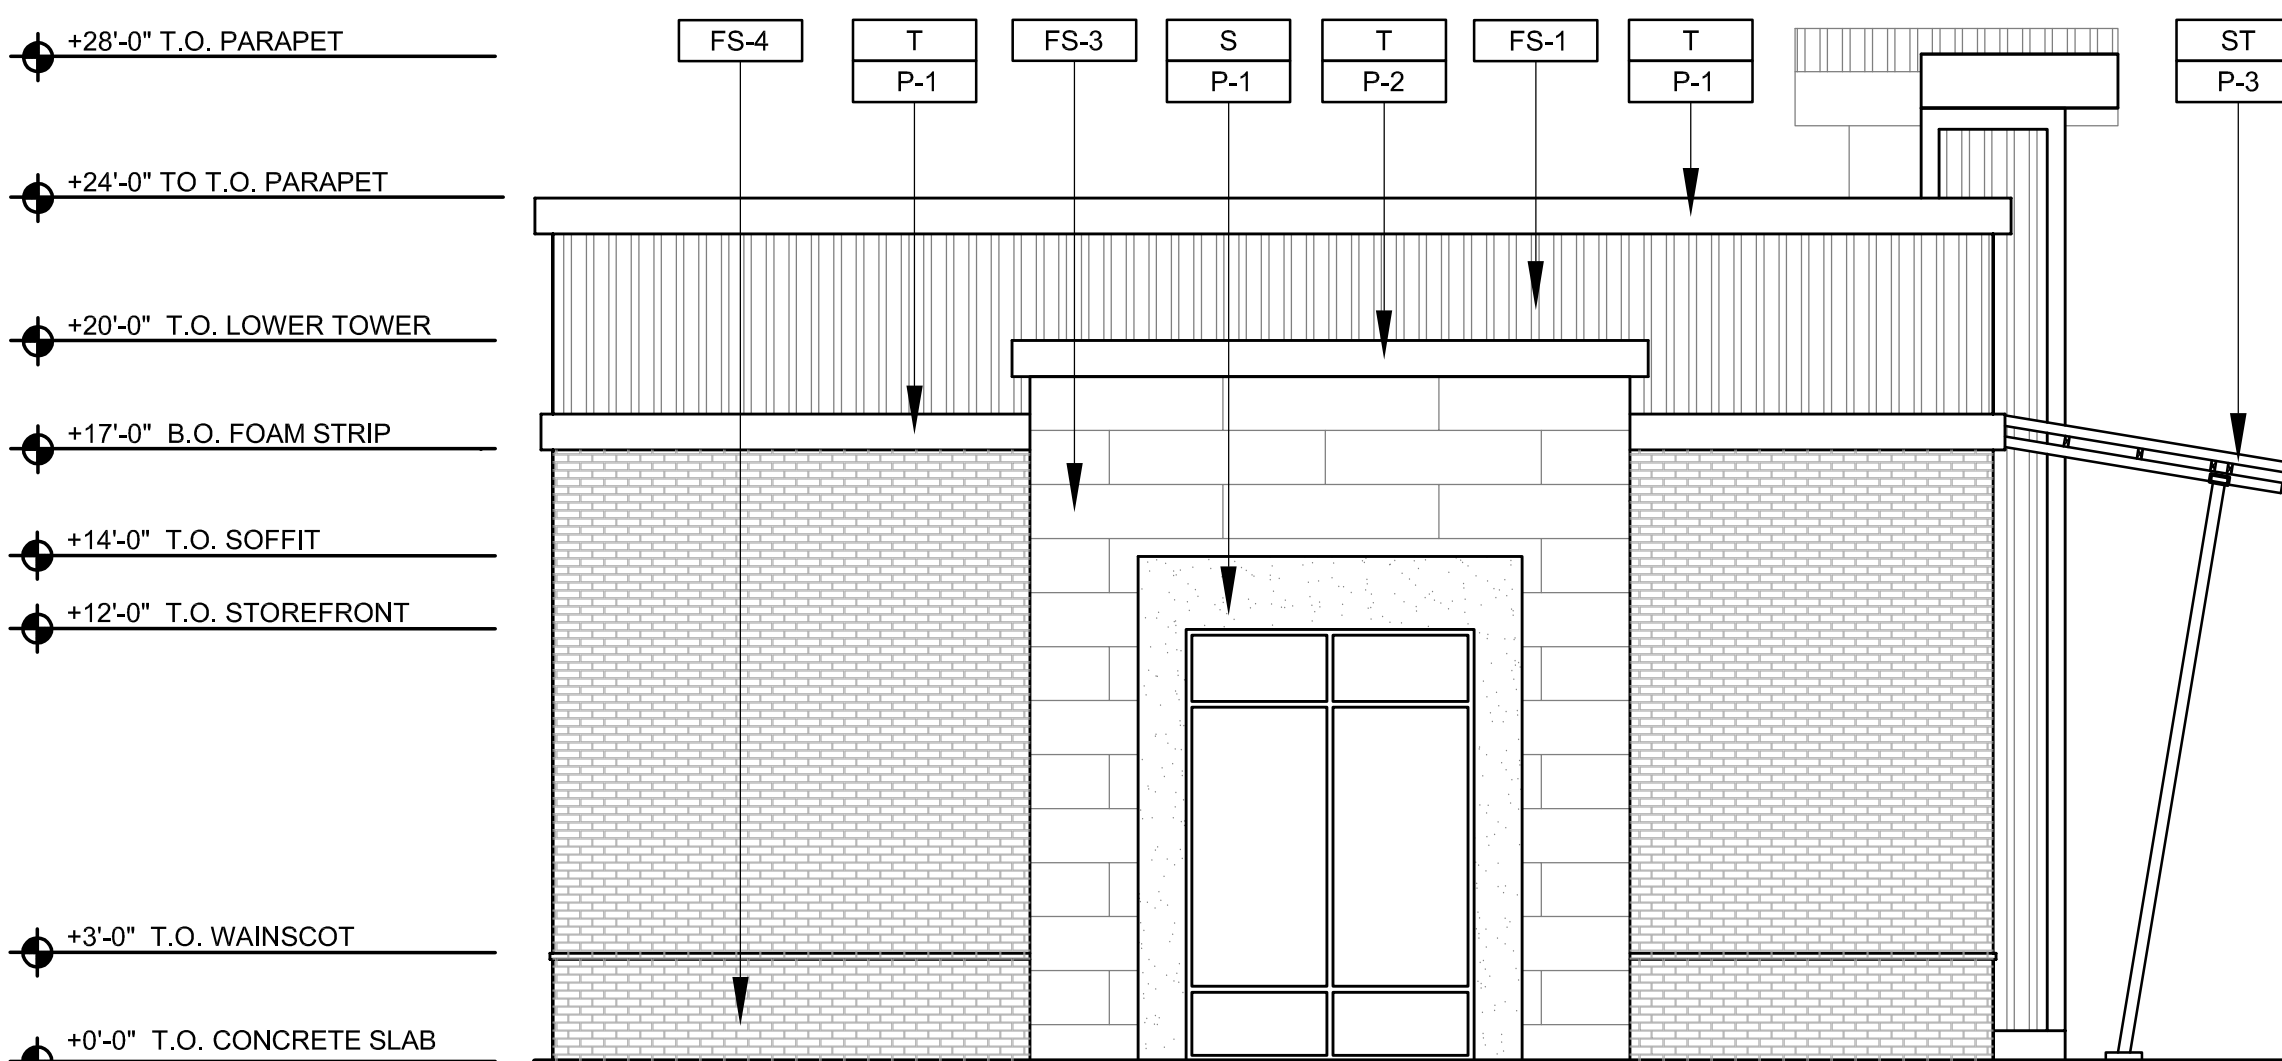 +28'-0" T.O. PARAPET
FS-4
T
P-1
FS-3
S
P-1
T
P-2
FS-1
T
P-1
ST
P-3
+24'-0" TO T.O. PARAPET
+20'-0" T.O. LOWER TOWER
+17'-0" B.O. FOAM STRIP
+14'-0" T.O. SOFFIT
+12'-0" T.O. STOREFRONT
+3'-0" T.O. WAINSCOT
+0'-0" T.O. CONCRETE SLAB